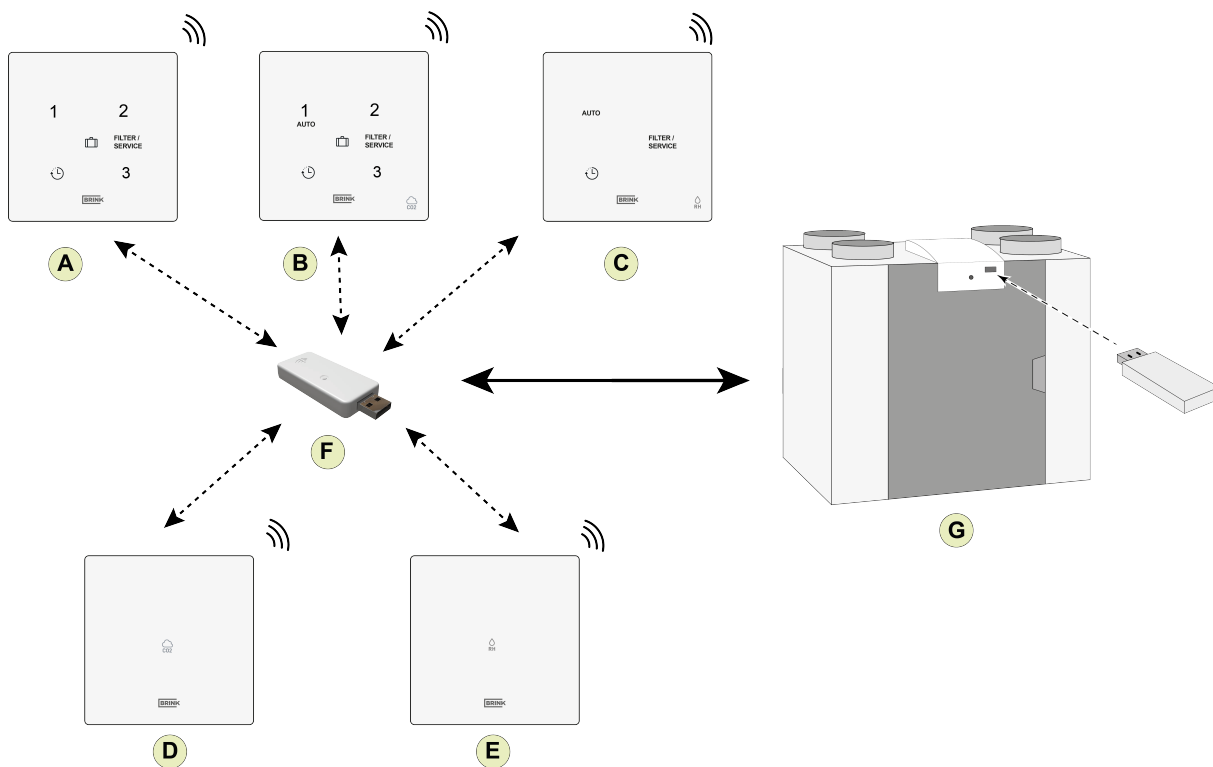 1
2
FILTER /
SERVICE
3
BRINK
A
1
AUTO
2
FILTER /
SERVICE
3
BRINK
CO2
B
AUTO
FILTER /
SERVICE
BRINK
RH
C
F
G
CO2
BRINK
D
RH
BRINK
E